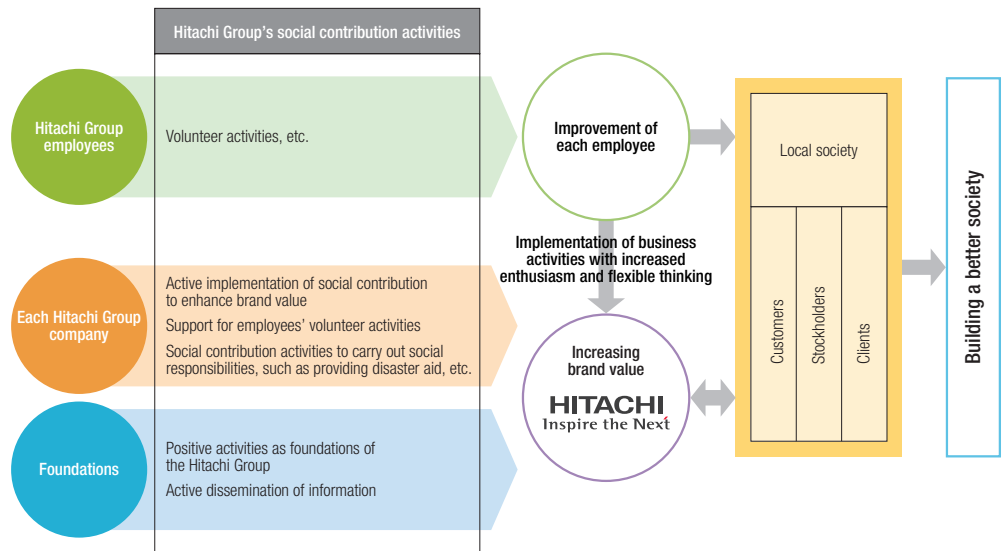 Hitachi Group's social contribution activities
Hitachi Group
employees
Volunteer activities, etc.
Improvement of
each employee
Local society
Implementation of business
activities with increased
enthusiasm and flexible thinking
Each Hitachi Group
company
Active implementation of social contribution
to enhance brand value
Support for employees' volunteer activities
Social contribution activities to carry out social
responsibilities, such as providing disaster aid, etc.
Increasing
brand value
HITACHI
Inspire the Next
Customers
Stockholders
Clients
Building a better society
Foundations
Positive activities as foundations of
the Hitachi Group
Active dissemination of information